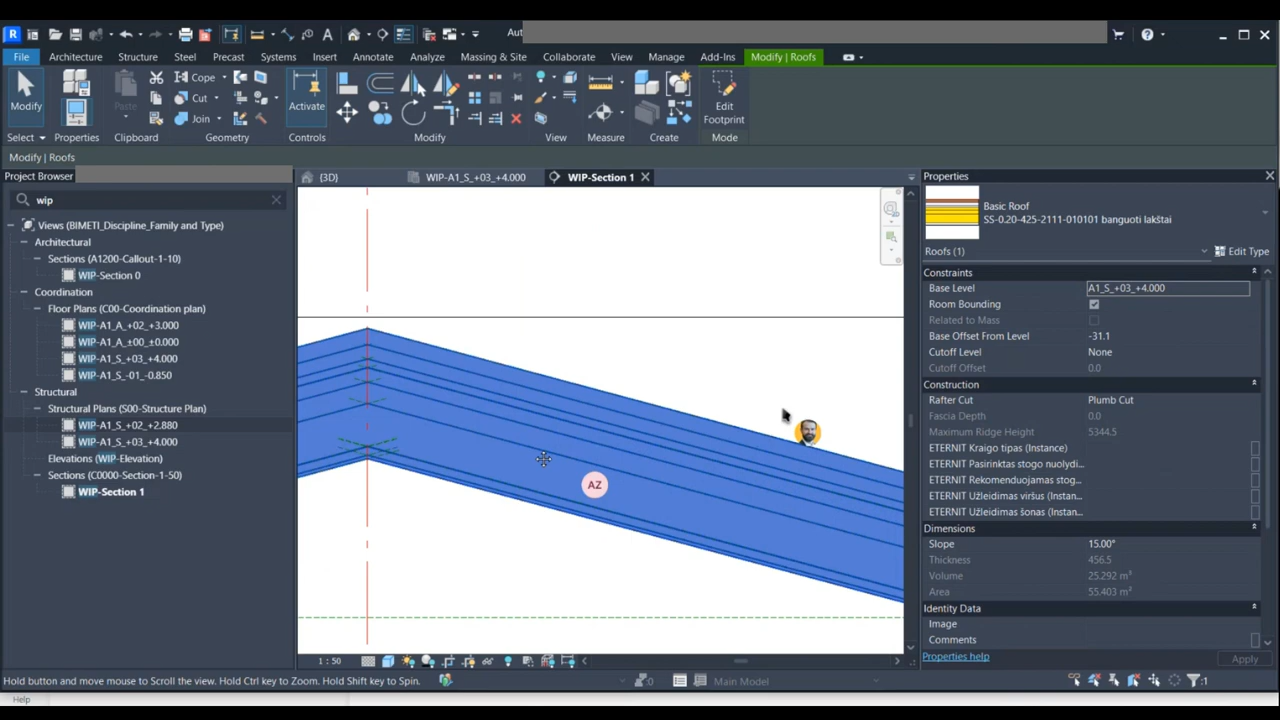 R
A
Aut
File
Architecture
Structure
Steel
Precast
Systems
Insert
Annotate
Analyze
Massing & Site
Collaborate
View
Manage
Add-Ins
Modify | Roofs
Modify
Properties
Paste
Cope
Cut
Join
Activate
Edit
Footprint
Select
Properties
Clipboard
Geometry
Controls
Modify
View
Measure
Create
Mode
Modify | Roofs
Project Browser
wip
Views (BIMETI_Discipline_Family and Type)
Architectural
Sections (A1200-Callout-1-10)
WIP-Section 0
Coordination
Floor Plans (C00-Coordination plan)
WIP-A1_A_+02_+3.000
WIP-A1_A_±00_±0.000
WIP-A1_S_+03_+4.000
WIP-A1_S_-01_-0.850
Structural
Structural Plans (S00-Structure Plan)
WIP-A1_S_+02_+2.880
WIP-A1_S_+03_+4.000
Elevations (WIP-Elevation)
Sections (C0000-Section-1-50)
WIP-Section 1
{3D}
WIP-A1_S_+03_+4.000
WIP-Section 1
AZ
1 : 50
Properties
Basic Roof
SS-0.20-425-2111-010101 banguoti lakštai
Roofs (1)
Edit Type
Constraints
Base Level A1_S_+03_+4.000
Room Bounding
Related to Mass
Base Offset From Level -31.1
Cutoff Level None
Cutoff Offset 0.0
Construction
Rafter Cut Plumb Cut
Fascia Depth 0.0
Maximum Ridge Height 5344.5
ETERNIT Kraigo tipas (Instance)
ETERNIT Pasirinktas stogo nuolydi...
ETERNIT Rekomenduojamas stog...
ETERNIT Užleidimas viršus (Instan...
ETERNIT Užleidimas šonas (Instan...
Dimensions
Slope 15.00°
Thickness 456.5
Volume 25.292 m³
Area 55.403 m²
Identity Data
Image
Comments
Properties help
Apply
Hold button and move mouse to Scroll the view. Hold Ctrl key to Zoom. Hold Shift key to Spin.
:0
Main Model
:1
Help